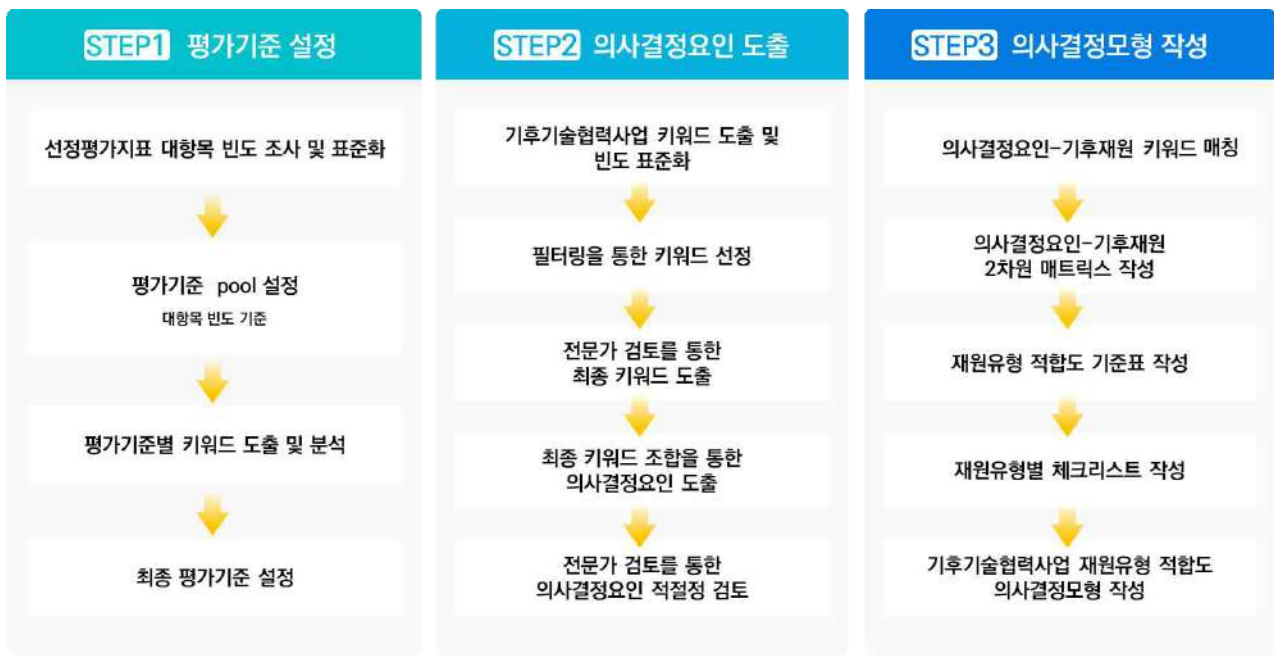 STEP1 평가기준 설정
선정평가지표 대항목 빈도 조사 및 표준화
평가기준 pool 설정
대항목 빈도 기준
평가기준별 키워드 도출 및 분석
최종 평가기준 설정
STEP2 의사결정요인 도출
기후기술협력사업 키워드 도출 및
빈도 표준화
필터링을 통한 키워드 선정
전문가 검토를 통한
최종 키워드 도출
최종 키워드 조합을 통한
의사결정요인 도출
전문가 검토를 통한
의사결정요인 적절정 검토
STEP3 의사결정모형 작성
의사결정요인-기후재원 키워드 매칭
의사결정요인-기후재원
2차원 매트릭스 작성
재원유형 적합도 기준표 작성
재원유형별 체크리스트 작성
기후기술협력사업 재원유형 적합도
의사결정모형 작성